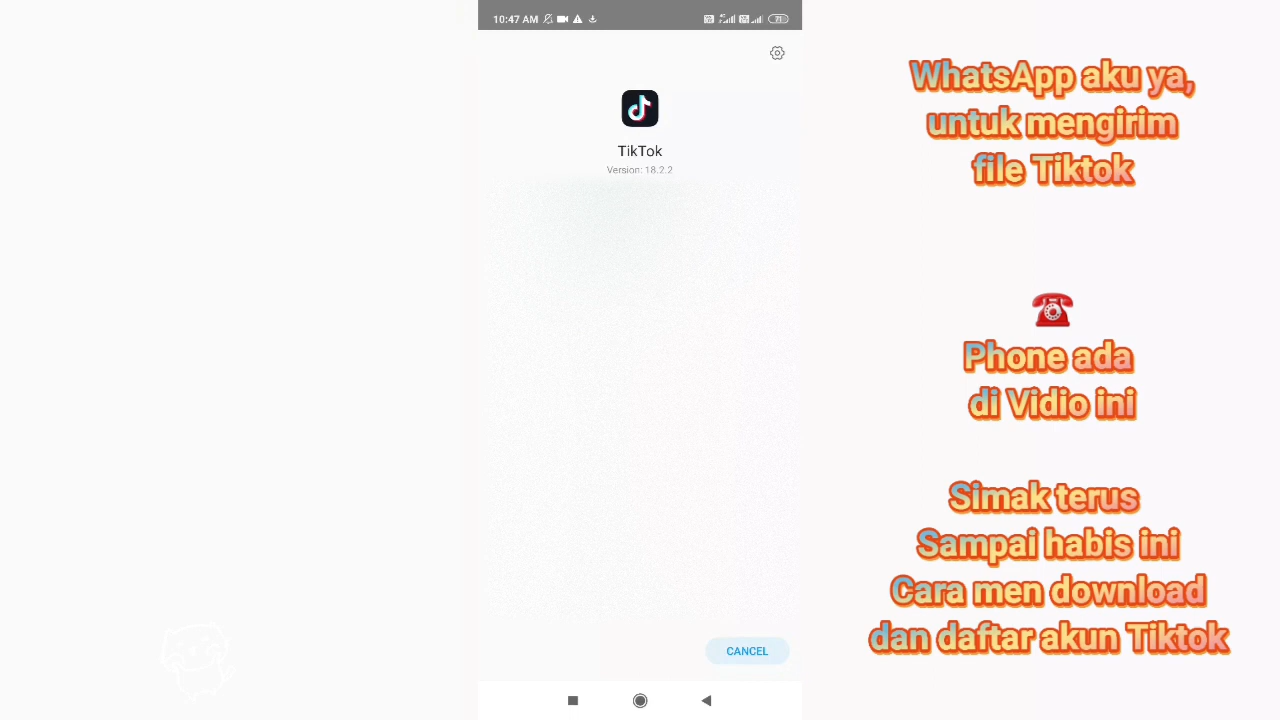 10:47 AM
TikTok
Version: 18.2.2
CANCEL
WhatsApp aku ya,
untuk mengirim
file Tiktok
Phone ada
di Vidio ini
Simak terus
Sampai habis ini
Cara men download
dan daftar akun Tiktok